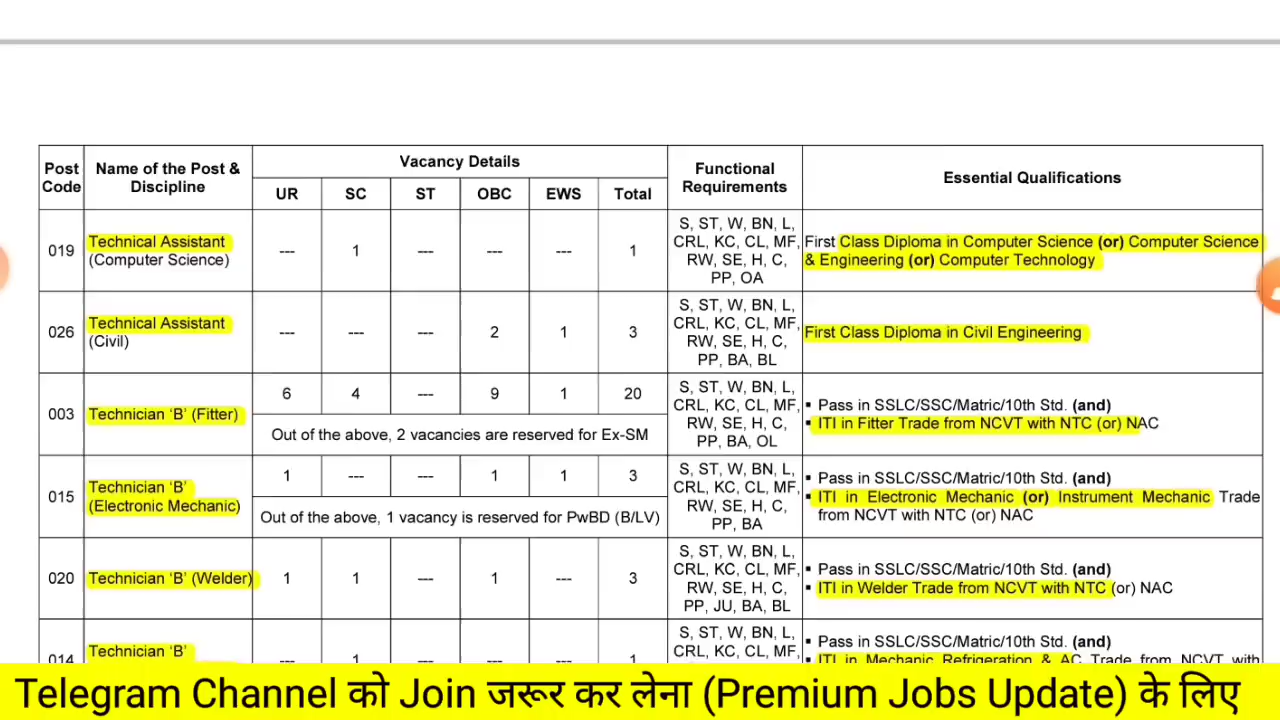 Post Code
Name of the Post & Discipline
Vacancy Details
Functional Requirements
Essential Qualifications
UR SC ST OBC EWS Total
019
Technical Assistant
(Computer Science)
--- 1 --- --- --- 1
S, ST, W, BN, L,
CRL, KC, CL, MF,
RW, SE, H, C,
PP, OA
First Class Diploma in Computer Science (or) Computer Science
& Engineering (or) Computer Technology
026
Technical Assistant
(Civil)
--- --- --- 2 1 3
S, ST, W, BN, L,
CRL, KC, CL, MF,
RW, SE, H, C,
PP, BA, BL
First Class Diploma in Civil Engineering
003
Technician ‘B’ (Fitter)
6 4 --- 9 1 20
Out of the above, 2 vacancies are reserved for Ex-SM
S, ST, W, BN, L,
CRL, KC, CL, MF,
RW, SE, H, C,
PP, BA, OL
▪ Pass in SSLC/SSC/Matric/10th Std. (and)
▪ ITI in Fitter Trade from NCVT with NTC (or) NAC
015
Technician ‘B’
(Electronic Mechanic)
1 --- --- 1 1 3
Out of the above, 1 vacancy is reserved for PwBD (B/LV)
S, ST, W, BN, L,
CRL, KC, CL, MF,
RW, SE, H, C,
PP, BA
▪ Pass in SSLC/SSC/Matric/10th Std. (and)
▪ ITI in Electronic Mechanic (or) Instrument Mechanic Trade
from NCVT with NTC (or) NAC
020
Technician ‘B’ (Welder)
1 1 --- 1 --- 3
S, ST, W, BN, L,
CRL, KC, CL, MF,
RW, SE, H, C,
PP, JU, BA, BL
▪ Pass in SSLC/SSC/Matric/10th Std. (and)
▪ ITI in Welder Trade from NCVT with NTC (or) NAC
014
Technician ‘B’
--- 1 --- --- --- 1
S, ST, W, BN, L,
CRL, KC, CL, MF,
▪ Pass in SSLC/SSC/Matric/10th Std. (and)
▪ ITI in Mechanic Refrigeration & AC Trade from NCVT with
Telegram Channel को Join जरूर कर लेना (Premium Jobs Update) के लिए